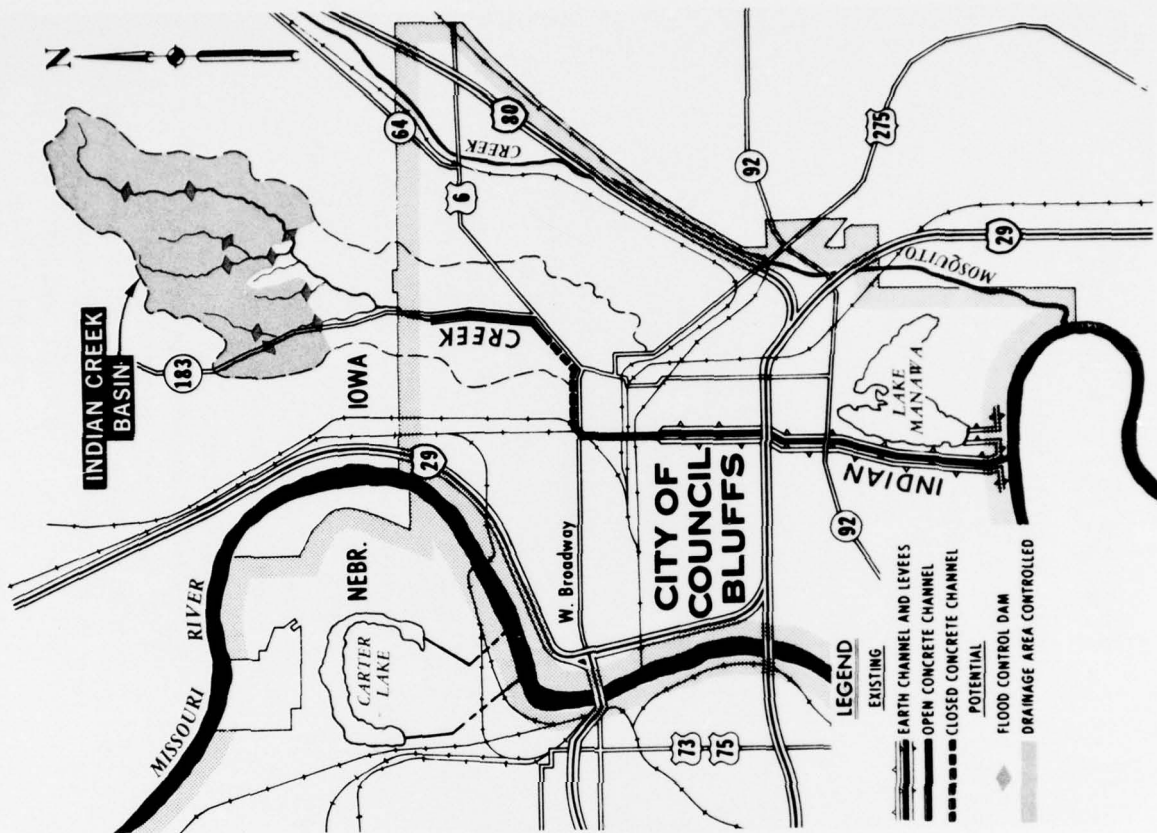 N
INDIAN CREEK
BASIN
183
IOWA
64
CREEK
80
6
92
275
CREEK
29
MISSOURI
RIVER
NEBR.
CARTER
LAKE
W. Broadway
CITY OF
COUNCIL
BLUFFS
MOSQUITO
29
LAKE
MANAWA
INDIAN
92
73
75
LEGEND
EXISTING
EARTH CHANNEL AND LEVEES
OPEN CONCRETE CHANNEL
CLOSED CONCRETE CHANNEL
POTENTIAL
FLOOD CONTROL DAM
DRAINAGE AREA CONTROLLED